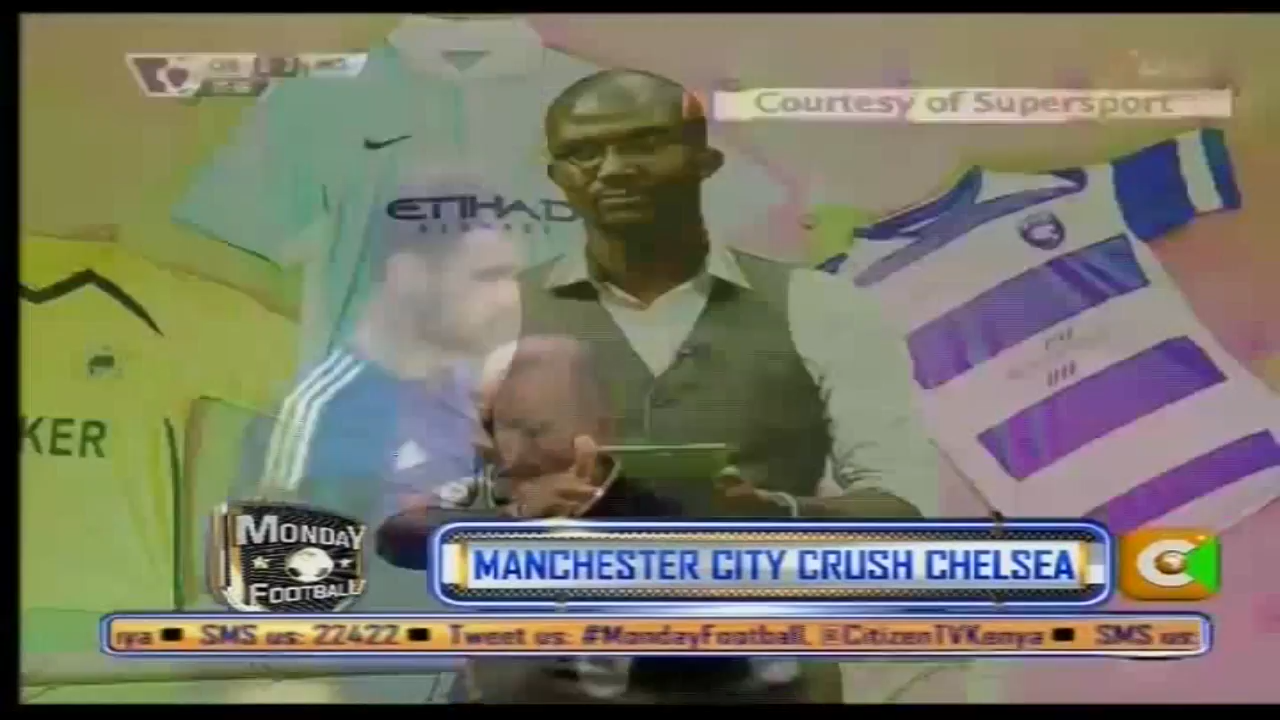 Courtesy of Supersport
ETIHAD
KER
MONDAY
FOOTBALL
MANCHESTER CITY CRUSH CHELSEA
nya ■ SMS us: 22422 ■ Tweet us: #MondayFootball, @CitizenTVKenya ■ SMS us: